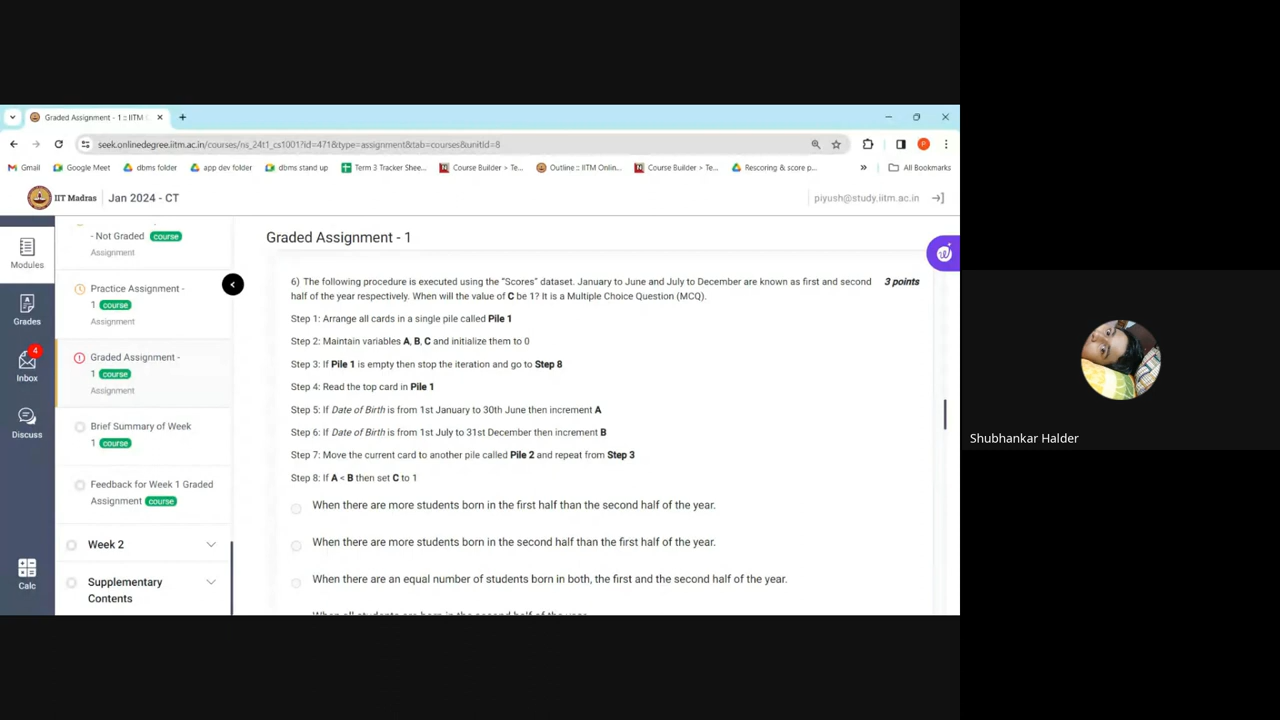 Graded Assignment - 1 :: IITM
seek.onlinedegree.iitm.ac.in/courses/ns_24t1_cs1001?id=471&type=assignment&tab=courses&unitId=8
Gmail Google Meet dbms folder app dev folder dbms stand up Term 3 Tracker Shee... Course Builder > Te... Outline :: IITM Onlin... Course Builder > Te... Rescoring & score p... » All Bookmarks
IIT Madras Jan 2024 - CT piyush@study.iitm.ac.in
Modules
Grades
4
Inbox
Discuss
Calc
- Not Graded course
Assignment
Practice Assignment -
1 course
Assignment
Graded Assignment -
1 course
Assignment
Brief Summary of Week
1 course
Feedback for Week 1 Graded
Assignment course
Week 2
Supplementary
Contents
Graded Assignment - 1
6) The following procedure is executed using the "Scores" dataset. January to June and July to December are known as first and second 3 points
half of the year respectively. When will the value of C be 1? It is a Multiple Choice Question (MCQ).
Step 1: Arrange all cards in a single pile called Pile 1
Step 2: Maintain variables A, B, C and initialize them to 0
Step 3: If Pile 1 is empty then stop the iteration and go to Step 8
Step 4: Read the top card in Pile 1
Step 5: If Date of Birth is from 1st January to 30th June then increment A
Step 6: If Date of Birth is from 1st July to 31st December then increment B
Step 7: Move the current card to another pile called Pile 2 and repeat from Step 3
Step 8: If A < B then set C to 1
When there are more students born in the first half than the second half of the year.
When there are more students born in the second half than the first half of the year.
When there are an equal number of students born in both, the first and the second half of the year.
When all students are born in the second half of the year.
Shubhankar Halder